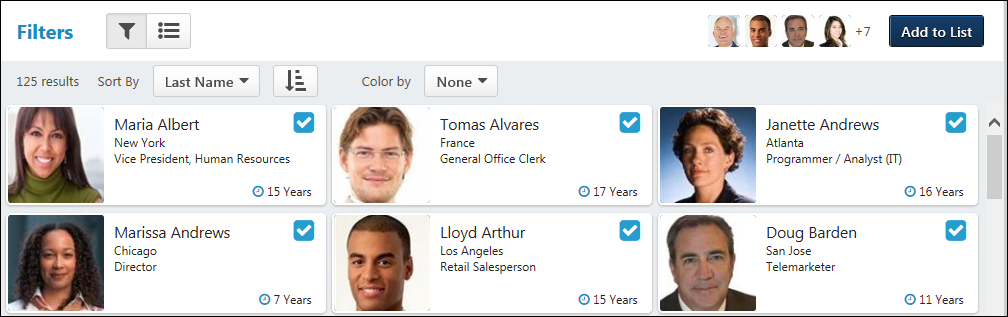 Filters +7 Add to List
125 results Sort By Last Name Color by None
Maria Albert
New York
Vice President, Human Resources
15 Years
Tomas Alvares
France
General Office Clerk
17 Years
Janette Andrews
Atlanta
Programmer / Analyst (IT)
16 Years
Marissa Andrews
Chicago
Director
7 Years
Lloyd Arthur
Los Angeles
Retail Salesperson
15 Years
Doug Barden
San Jose
Telemarketer
11 Years